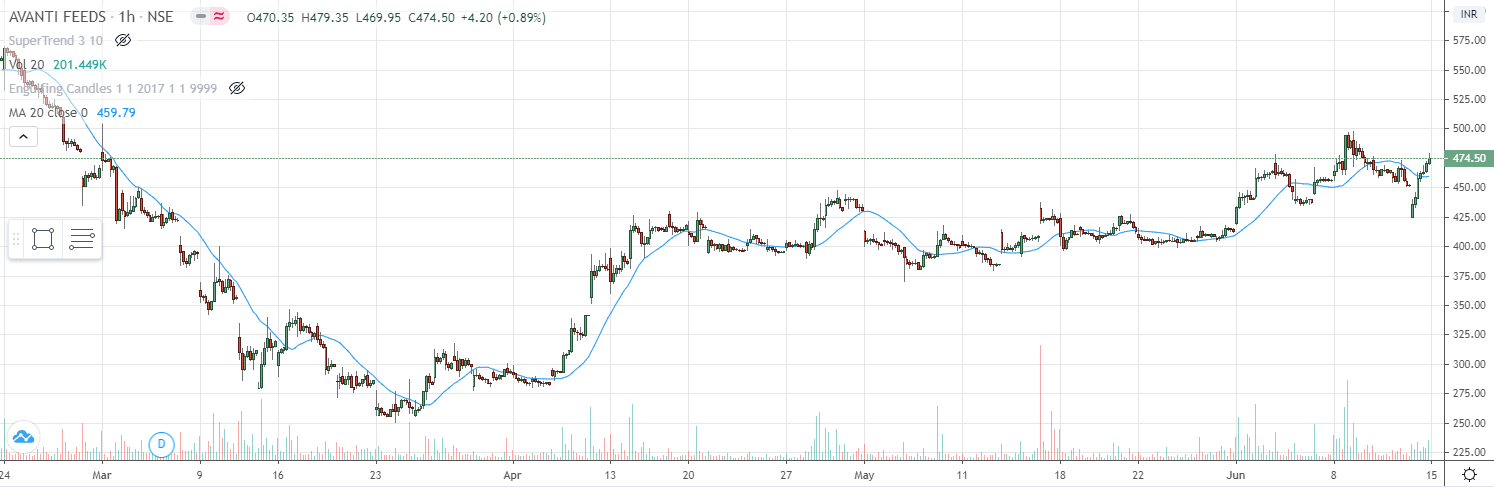 AVANTI FEEDS · 1h · NSE O470.35 H479.35 L469.95 C474.50 +4.20 (+0.89%)
INR
SuperTrend 3 10
Vol 20 201.449K
Engulfing Candles 1 1 2017 1 1 9999
MA 20 close 0 459.79
575.00
550.00
525.00
500.00
474.50
450.00
425.00
400.00
375.00
350.00
325.00
300.00
275.00
250.00
225.00
D
24 Mar 9 16 23 Apr 13 20 27 May 11 18 22 Jun 8 15